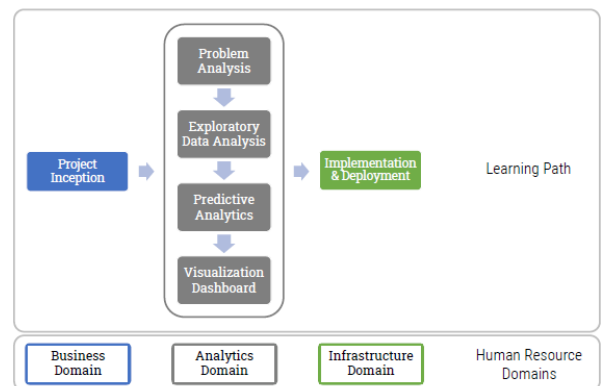 Problem
Analysis
Exploratory
Data Analysis
Project
Inception
Implementation
& Deployment
Learning Path
Predictive
Analytics
Visualization
Dashboard
Business
Domain
Analytics
Domain
Infrastructure
Domain
Human Resource
Domains